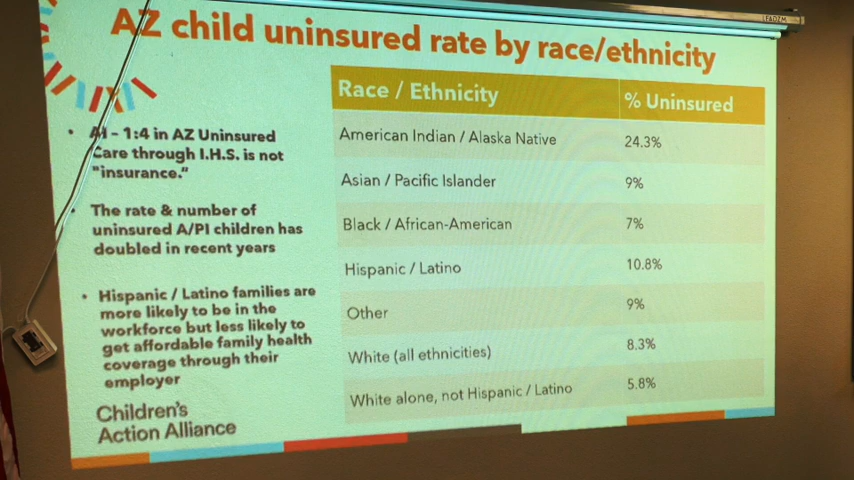 AZ child uninsured rate by race/ethnicity
• AI – 1:4 in AZ Uninsured
Care through I.H.S. is not
"insurance."
• The rate & number of
uninsured A/PI children has
doubled in recent years
• Hispanic / Latino families are
more likely to be in the
workforce but less likely to
get affordable family health
coverage through their
employer
Children's
Action Alliance
Race / Ethnicity % Uninsured
American Indian / Alaska Native 24.3%
Asian / Pacific Islander 9%
Black / African-American 7%
Hispanic / Latino 10.8%
Other 9%
White (all ethnicities) 8.3%
White alone, not Hispanic / Latino 5.8%